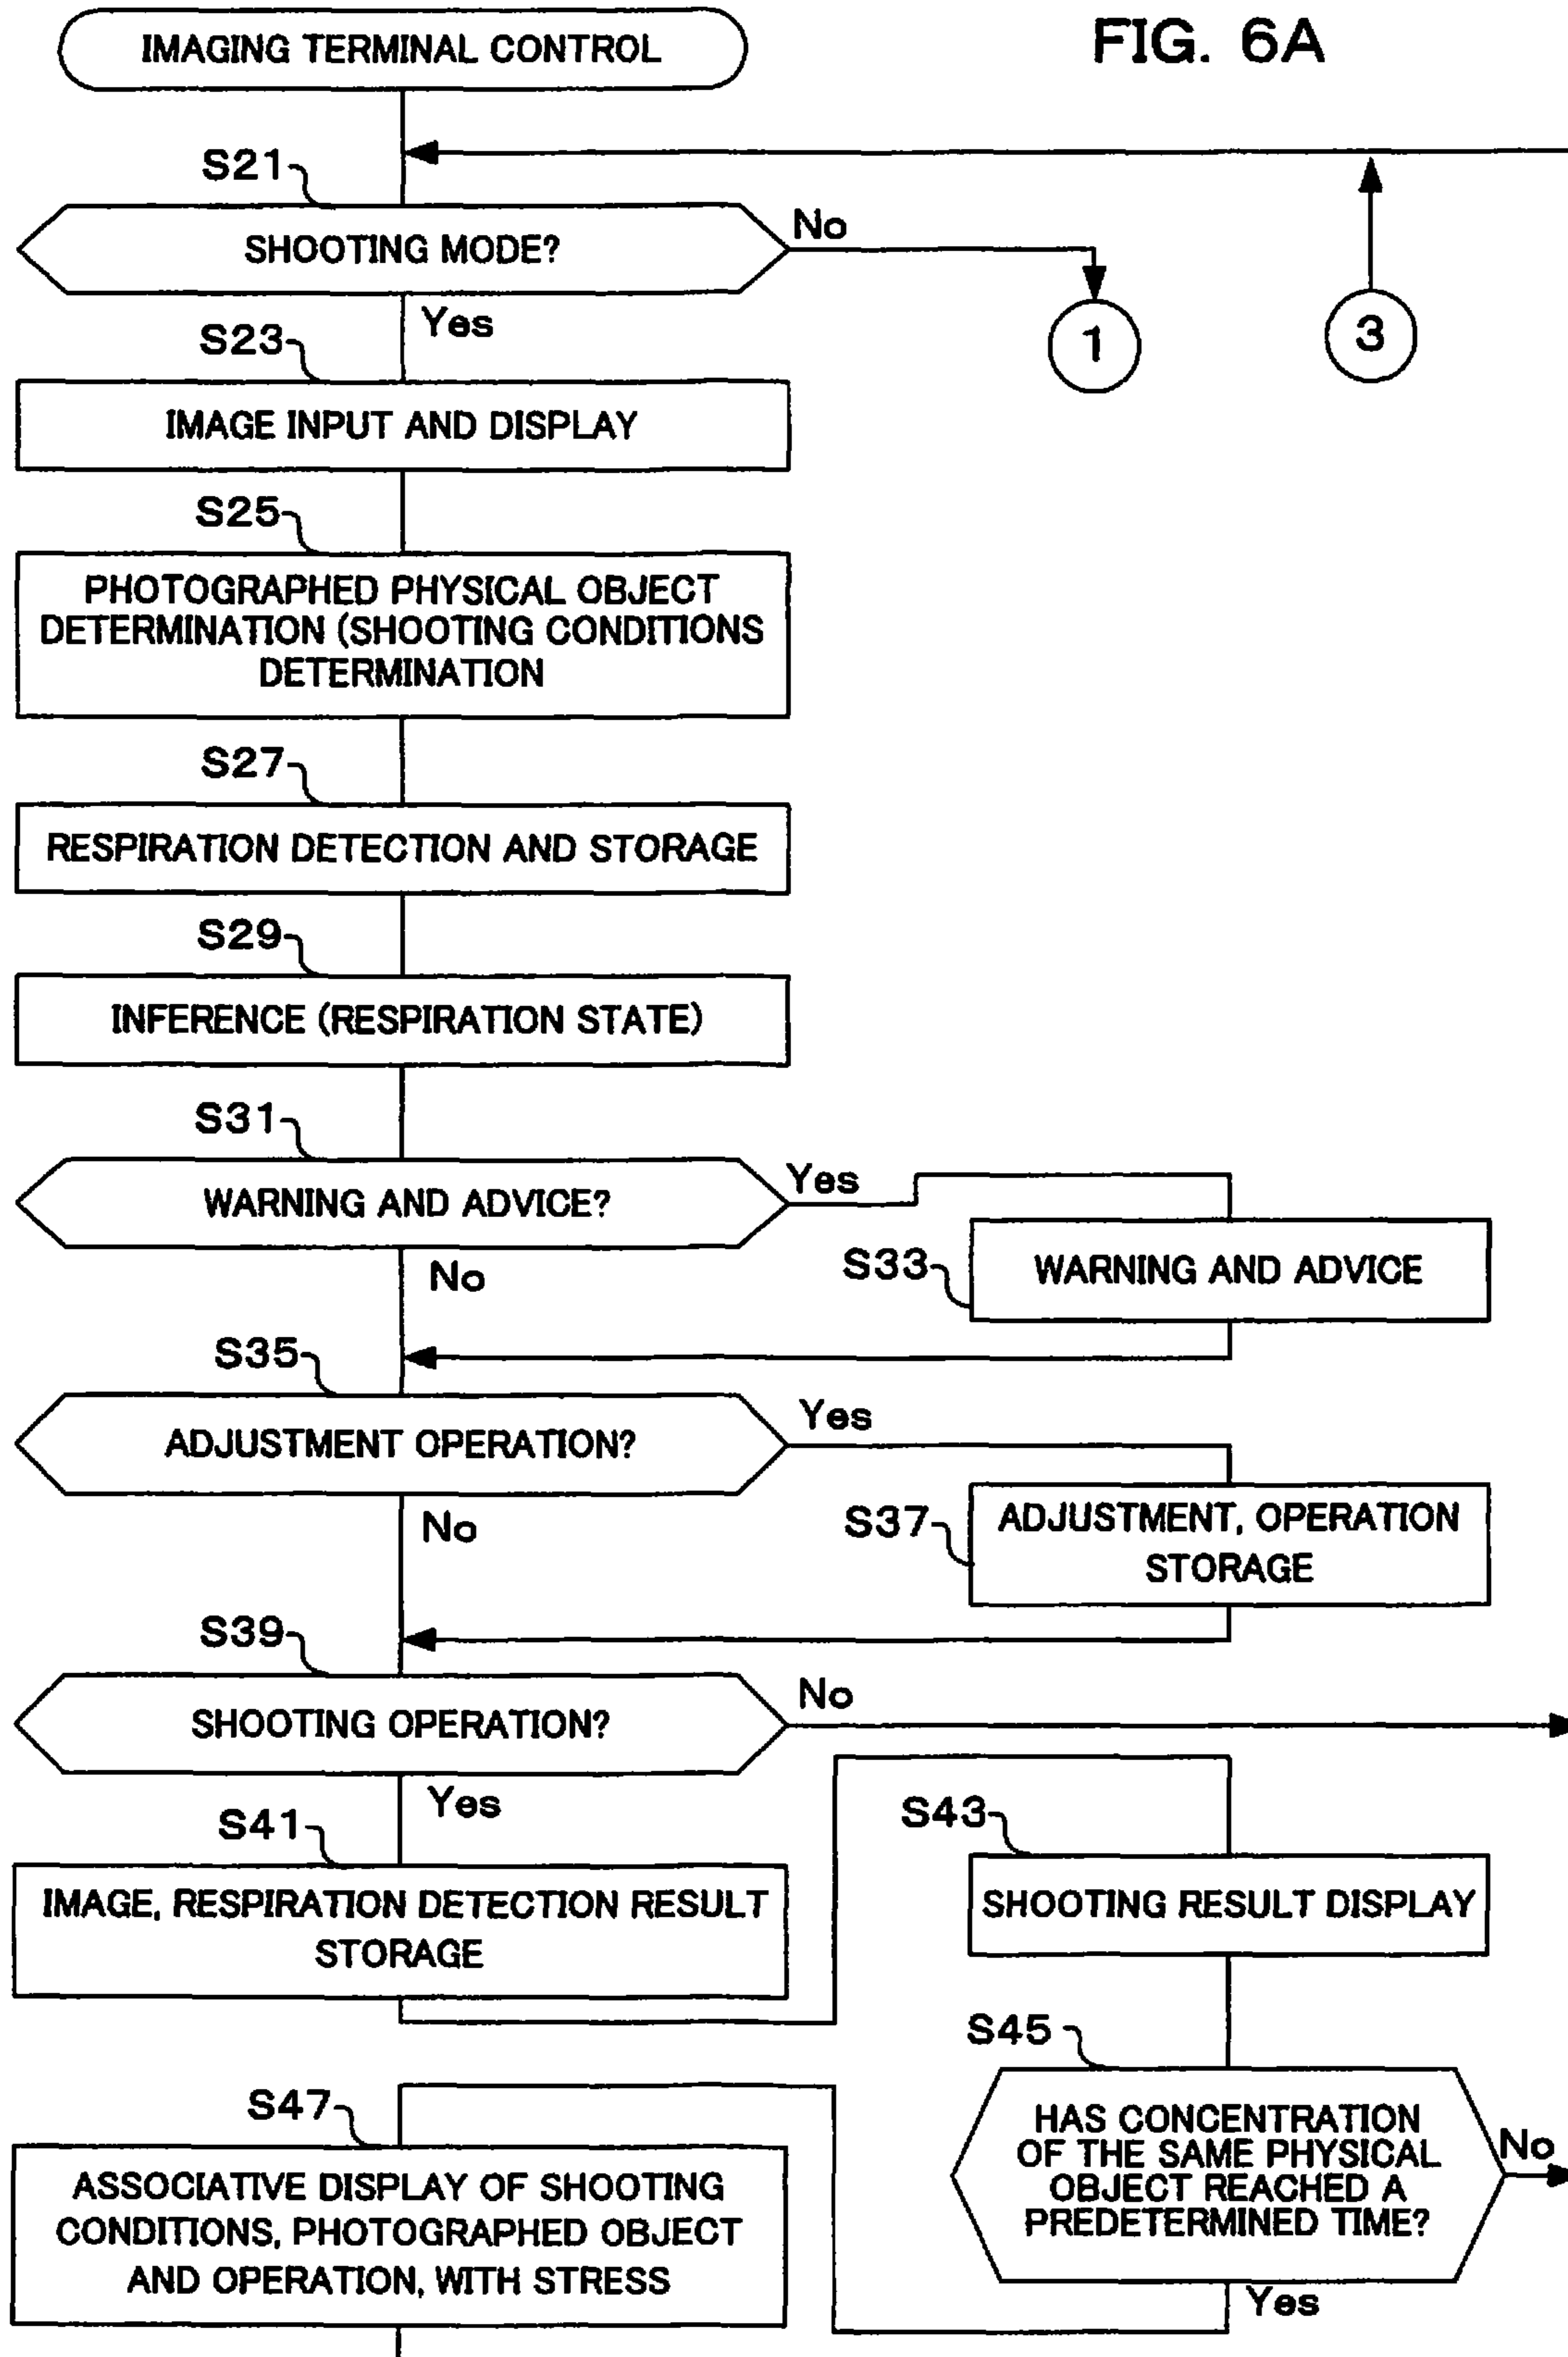 IMAGING TERMINAL CONTROL
FIG. 6A
S21
SHOOTING MODE?
No
Yes
1
3
S23
IMAGE INPUT AND DISPLAY
S25
PHOTOGRAPHED PHYSICAL OBJECT
DETERMINATION (SHOOTING CONDITIONS
DETERMINATION
S27
RESPIRATION DETECTION AND STORAGE
S29
INFERENCE (RESPIRATION STATE)
S31
WARNING AND ADVICE?
Yes
No
S33
WARNING AND ADVICE
S35
ADJUSTMENT OPERATION?
Yes
No
S37
ADJUSTMENT, OPERATION
STORAGE
S39
SHOOTING OPERATION?
No
Yes
S41
IMAGE, RESPIRATION DETECTION RESULT
STORAGE
S43
SHOOTING RESULT DISPLAY
S45
HAS CONCENTRATION
OF THE SAME PHYSICAL
OBJECT REACHED A
PREDETERMINED TIME?
No
Yes
S47
ASSOCIATIVE DISPLAY OF SHOOTING
CONDITIONS, PHOTOGRAPHED OBJECT
AND OPERATION, WITH STRESS